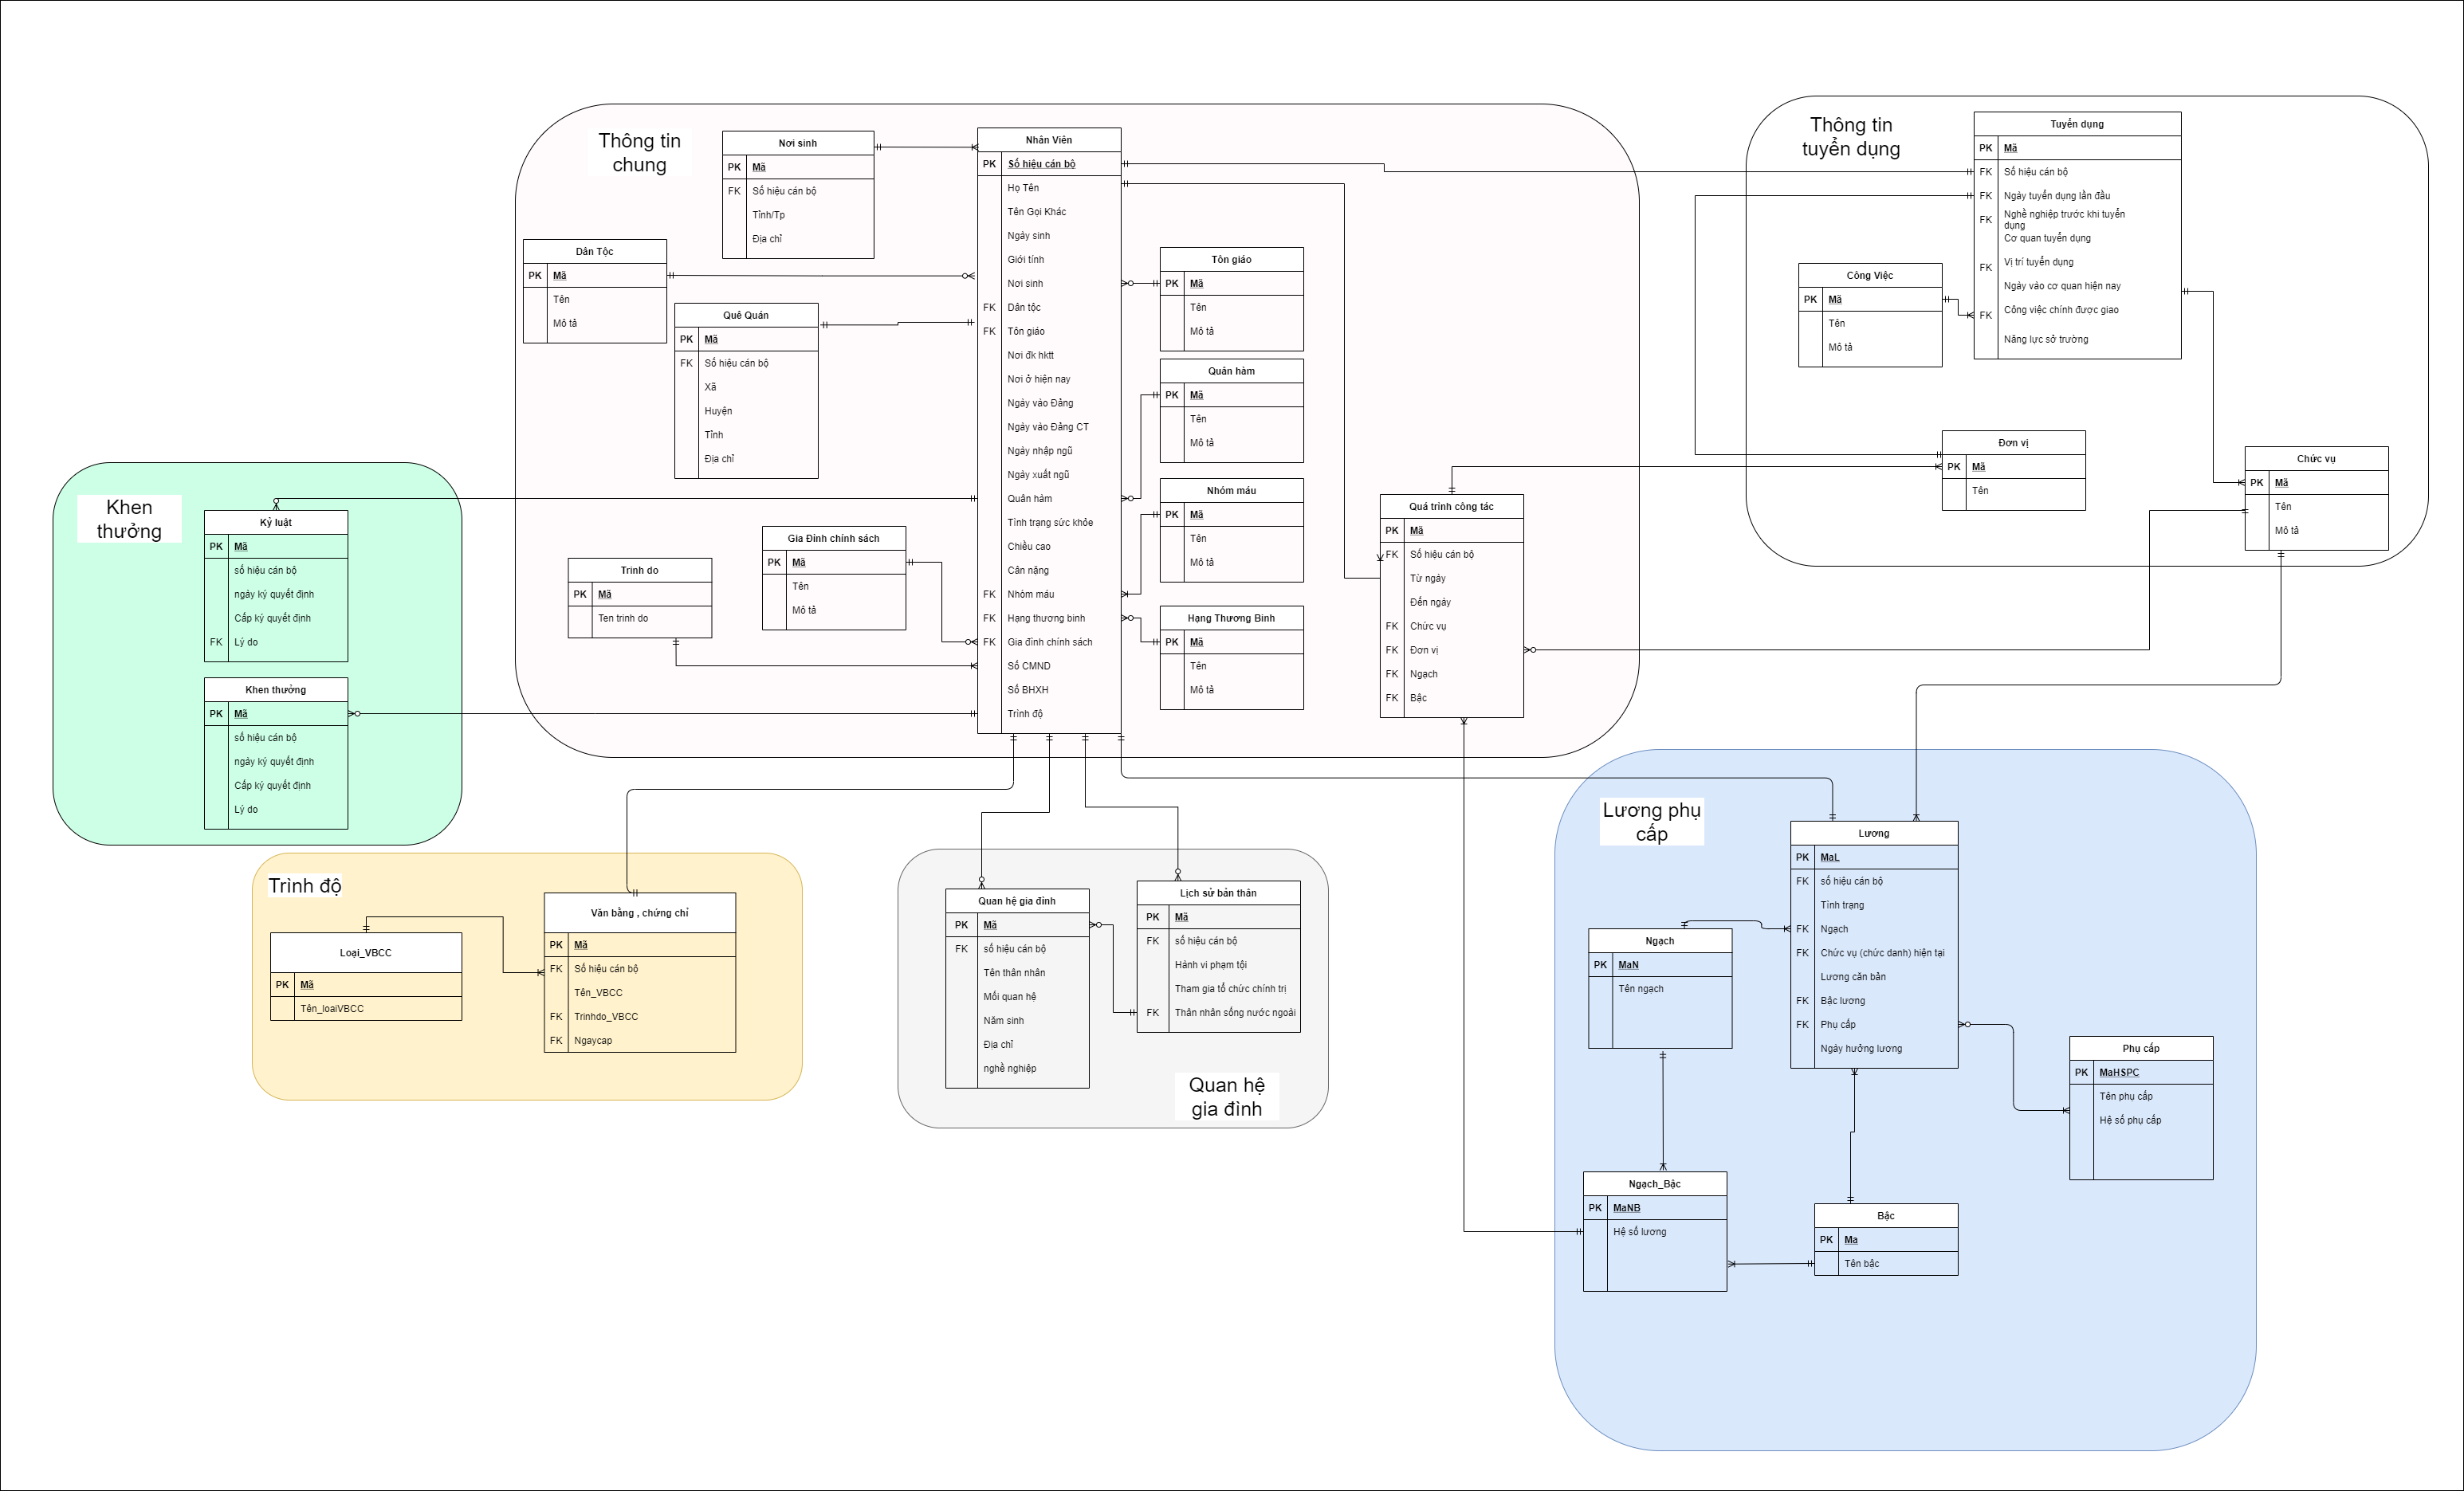 Thông tin
chung
Nơi sinh
PK Mã
FK Số hiệu cán bộ
Tỉnh/Tp
Địa chỉ
Dân Tộc
PK Mã
Tên
Mô tả
Quê Quán
PK Mã
FK Số hiệu cán bộ
Xã
Huyện
Tỉnh
Địa chỉ
Gia Đình chính sách
PK Mã
Tên
Mô tả
Trinh do
PK Mã
Ten trinh do
Nhân Viên
PK Số hiệu cán bộ
Họ Tên
Tên Gọi Khác
Ngày sinh
Giới tính
Nơi sinh
FK Dân tộc
FK Tôn giáo
Nơi đk hktt
Nơi ở hiện nay
Ngày vào Đảng
Ngày vào Đảng CT
Ngày nhập ngũ
Ngày xuất ngũ
Quân hàm
Tình trạng sức khỏe
Chiều cao
Cân nặng
FK Nhóm máu
FK Hạng thương binh
FK Gia đình chính sách
Số CMND
Số BHXH
Trình độ
Tôn giáo
PK Mã
Tên
Mô tả
Quân hàm
PK Mã
Tên
Mô tả
Nhóm máu
PK Mã
Tên
Mô tả
Hạng Thương Binh
PK Mã
Tên
Mô tả
Quá trình công tác
PK Mã
FK Số hiệu cán bộ
Từ ngày
Đến ngày
FK Chức vụ
FK Đơn vị
FK Ngạch
FK Bậc
Thông tin
tuyển dụng
Tuyển dụng
PK Mã
FK Số hiệu cán bộ
FK Ngày tuyển dụng lần đầu
FK Nghề nghiệp trước khi tuyển
dụng
Cơ quan tuyển dụng
FK Vị trí tuyển dụng
Ngày vào cơ quan hiện nay
FK Công việc chính được giao
Năng lực sở trường
Công Việc
PK Mã
Tên
Mô tả
Đơn vị
PK Mã
Tên
Chức vụ
PK Mã
Tên
Mô tả
Khen
thưởng
Kỷ luật
PK Mã
số hiệu cán bộ
ngày ký quyết định
Cấp ký quyết định
FK Lý do
Khen thưởng
PK Mã
số hiệu cán bộ
ngày ký quyết định
Cấp ký quyết định
Lý do
Trình độ
Loại_VBCC
PK Mã
Tên_loaiVBCC
Văn bằng , chứng chỉ
PK Mã
FK Số hiệu cán bộ
Tên_VBCC
FK Trinhdo_VBCC
FK Ngaycap
Quan hệ gia đình
PK Mã
FK số hiệu cán bộ
Tên thân nhân
Mối quan hệ
Năm sinh
Địa chỉ
nghề nghiệp
Lịch sử bản thân
PK Mã
FK số hiệu cán bộ
Hành vi phạm tội
Tham gia tổ chức chính trị
FK Thân nhân sống nước ngoài
Quan hệ
gia đình
Lương phụ
cấp
Lương
PK MaL
FK số hiệu cán bộ
Tình trạng
FK Ngạch
FK Chức vụ (chức danh) hiện tại
Lương căn bản
FK Bậc lương
FK Phụ cấp
Ngày hưởng lương
Ngạch
PK MaN
Tên ngạch
Phụ cấp
PK MaHSPC
Tên phụ cấp
Hệ số phụ cấp
Ngạch_Bậc
PK MaNB
Hệ số lương
Bậc
PK Ma
Tên bậc